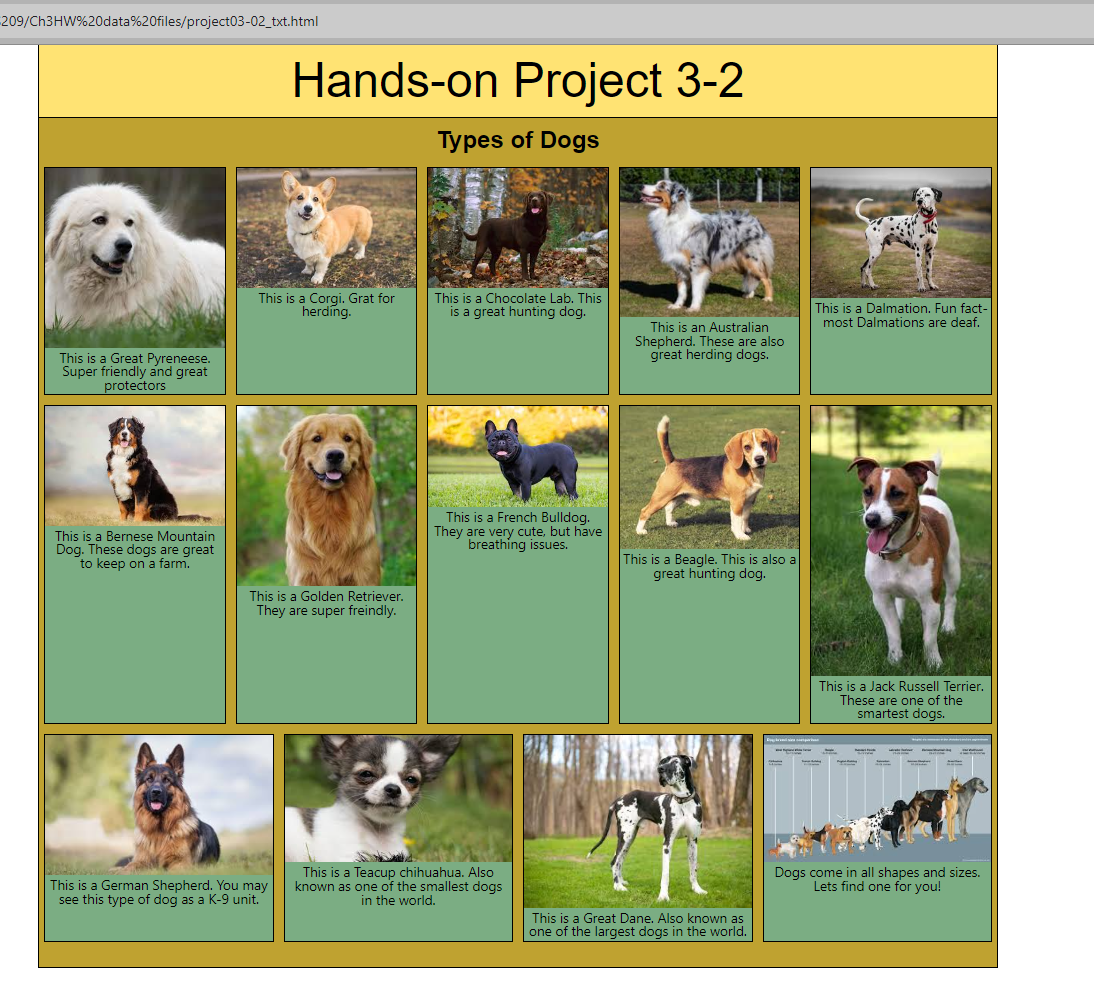 209/Ch3HW%20data%20files/project03-02_txt.html
Hands-on Project 3-2
Types of Dogs
This is a Great Pyreneese.
Super friendly and great
protectors
This is a Corgi. Grat for
herding.
This is a Chocolate Lab. This
is a great hunting dog.
This is an Australian
Shepherd. These are also
great herding dogs.
This is a Dalmation. Fun fact-
most Dalmations are deaf.
This is a Bernese Mountain
Dog. These dogs are great
to keep on a farm.
This is a Golden Retriever.
They are super freindly.
This is a French Bulldog.
They are very cute, but have
breathing issues.
This is a Beagle. This is also a
great hunting dog.
This is a Jack Russell Terrier.
These are one of the
smartest dogs.
This is a German Shepherd. You may
see this type of dog as a K-9 unit.
This is a Teacup chihuahua. Also
known as one of the smallest dogs
in the world.
This is a Great Dane. Also known as
one of the largest dogs in the world.
Dog breed size comparison
Dogs come in all shapes and sizes.
Lets find one for you!